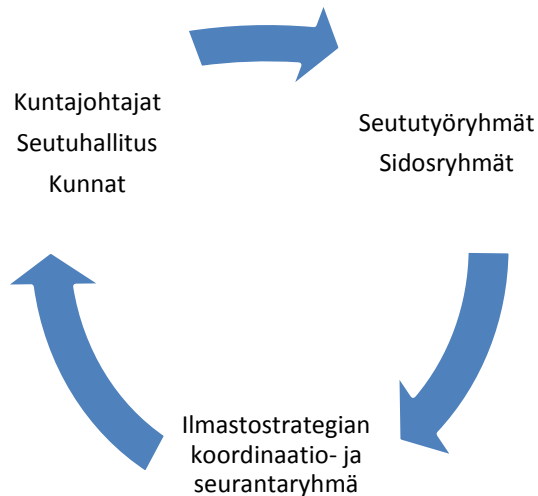 Kuntajohtajat
Seutuhallitus
Kunnat
Seututyöryhmät
Sidosryhmät
Ilmastostrategian
koordinaatio- ja
seurantaryhmä